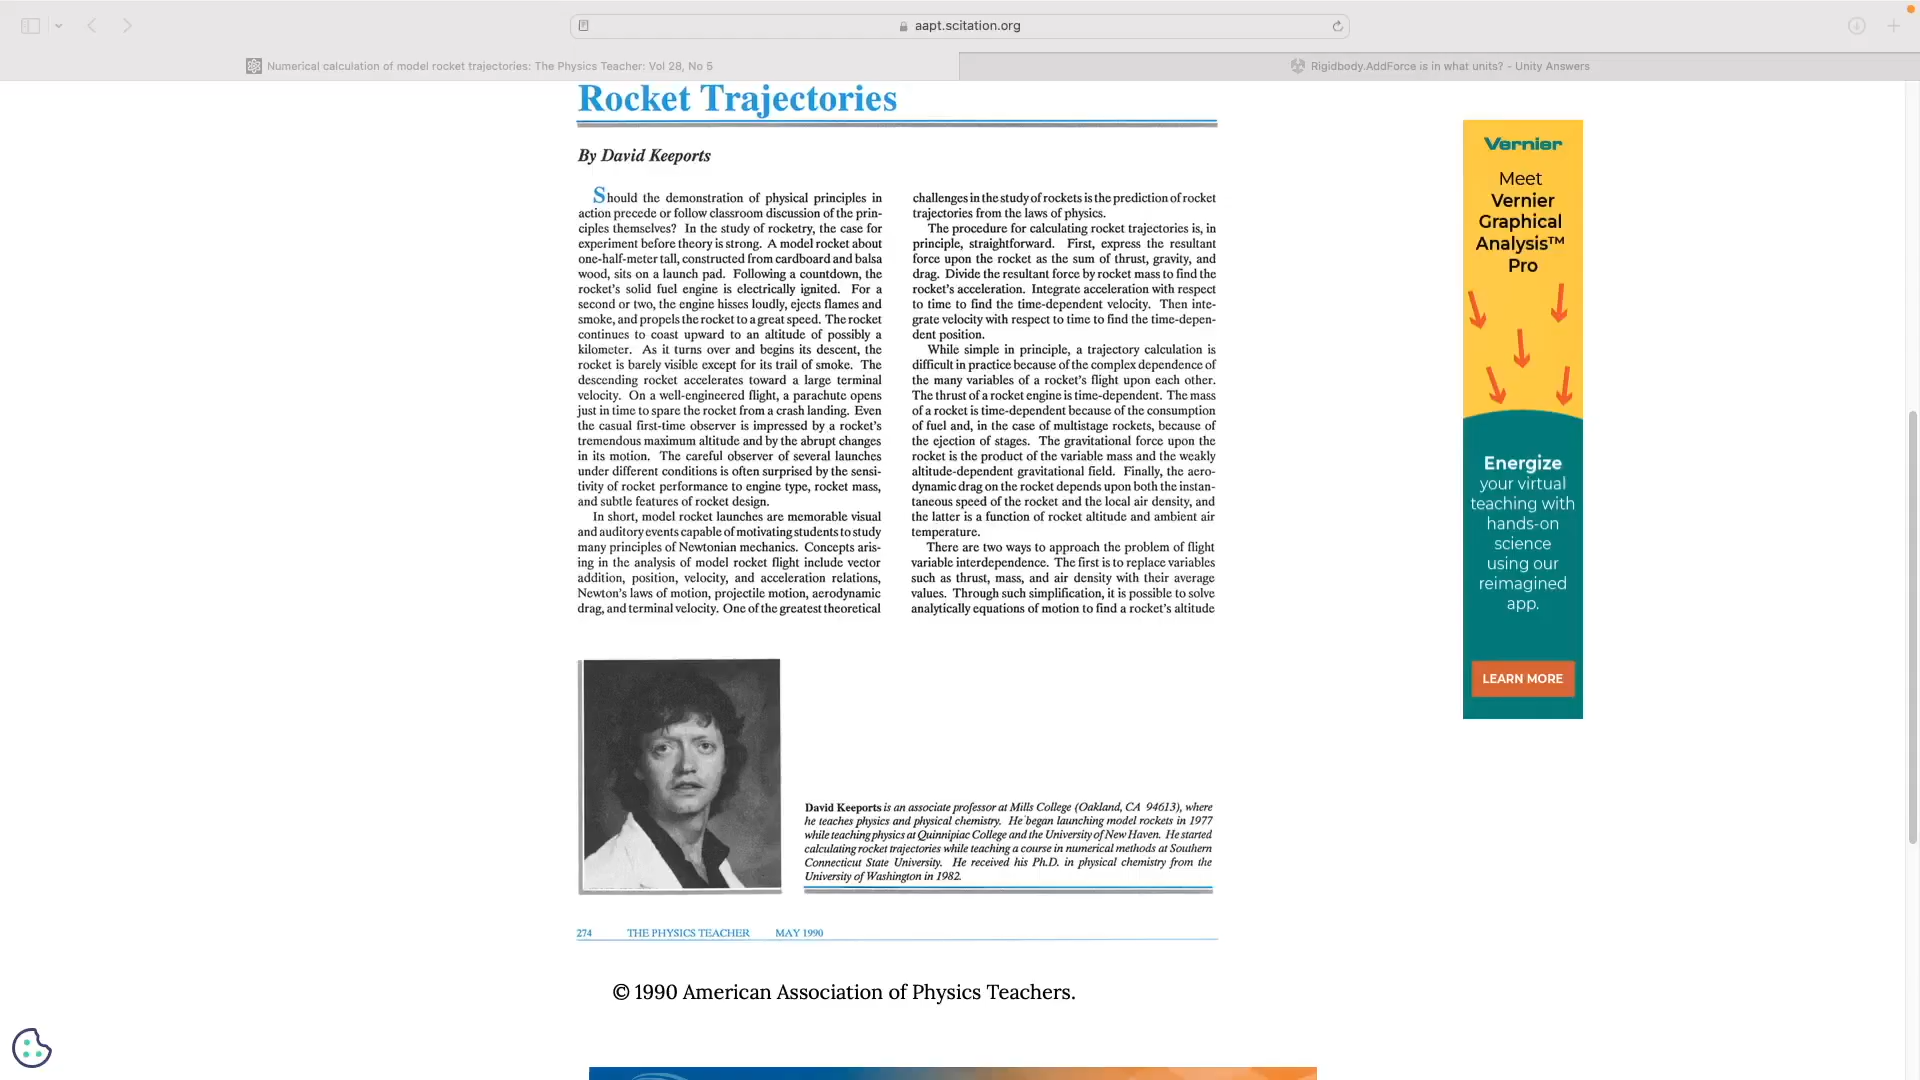 aapt.scitation.org
Numerical calculation of model rocket trajectories: The Physics Teacher: Vol 28, No 5
Rigidbody.AddForce is in what units? - Unity Answers
Rocket Trajectories
By David Keeports
Should the demonstration of physical principles in
action precede or follow classroom discussion of the prin-
ciples themselves? In the study of rocketry, the case for
experiment before theory is strong. A model rocket about
one-half-meter tall, constructed from cardboard and balsa
wood, sits on a launch pad. Following a countdown, the
rocket's solid fuel engine is electrically ignited. For a
second or two, the engine hisses loudly, ejects flames and
smoke, and propels the rocket to a great speed. The rocket
continues to coast upward to an altitude of possibly a
kilometer. As it turns over and begins its descent, the
rocket is barely visible except for its trail of smoke. The
descending rocket accelerates toward a large terminal
velocity. On a well-engineered flight, a parachute opens
just in time to spare the rocket from a crash landing. Even
the casual first-time observer is impressed by a rocket's
tremendous maximum altitude and by the abrupt changes
in its motion. The careful observer of several launches
under different conditions is often surprised by the sensi-
tivity of rocket performance to engine type, rocket mass,
and subtle features of rocket design.
In short, model rocket launches are memorable visual
and auditory events capable of motivating students to study
many principles of Newtonian mechanics. Concepts aris-
ing in the analysis of model rocket flight include vector
addition, position, velocity, and acceleration relations,
Newton's laws of motion, projectile motion, aerodynamic
drag, and terminal velocity. One of the greatest theoretical
challenges in the study of rockets is the prediction of rocket
trajectories from the laws of physics.
The procedure for calculating rocket trajectories is, in
principle, straightforward. First, express the resultant
force upon the rocket as the sum of thrust, gravity, and
drag. Divide the resultant force by rocket mass to find the
rocket's acceleration. Integrate acceleration with respect
to time to find the time-dependent velocity. Then inte-
grate velocity with respect to time to find the time-depen-
dent position.
While simple in principle, a trajectory calculation is
difficult in practice because of the complex dependence of
the many variables of a rocket's flight upon each other.
The thrust of a rocket engine is time-dependent. The mass
of a rocket is time-dependent because of the consumption
of fuel and, in the case of multistage rockets, because of
the ejection of stages. The gravitational force upon the
rocket is the product of the variable mass and the weakly
altitude-dependent gravitational field. Finally, the aero-
dynamic drag on the rocket depends upon both the instan-
taneous speed of the rocket and the local air density, and
the latter is a function of rocket altitude and ambient air
temperature.
There are two ways to approach the problem of flight
variable interdependence. The first is to replace variables
such as thrust, mass, and air density with their average
values. Through such simplification, it is possible to solve
analytically equations of motion to find a rocket's altitude
David Keeports is an associate professor at Mills College (Oakland, CA 94613), where
he teaches physics and physical chemistry. He began launching model rockets in 1977
while teaching physics at Quinnipiac College and the University of New Haven. He started
calculating rocket trajectories while teaching a course in numerical methods at Southern
Connecticut State University. He received his Ph.D. in physical chemistry from the
University of Washington in 1982.
274 THE PHYSICS TEACHER MAY 1990
© 1990 American Association of Physics Teachers.
Vernier
Meet
Vernier
Graphical
Analysis™
Pro
Energize
your virtual
teaching with
hands-on
science
using our
reimagined
app.
LEARN MORE